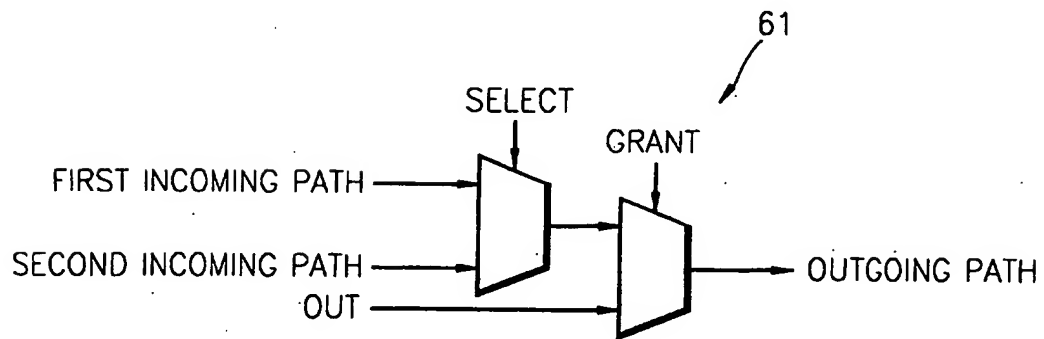 61
SELECT
GRANT
FIRST INCOMING PATH
SECOND INCOMING PATH
OUTGOING PATH
OUT